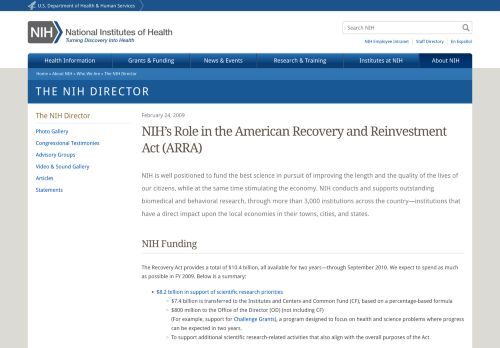 U.S. Department of Health & Human Services
Search NIH
NIH National Institutes of Health
Turning Discovery Into Health
NIH Employee Intranet | Staff Directory | En Español
Health Information
Grants & Funding
News & Events
Research & Training
Institutes at NIH
About NIH
Home » About NIH » Who We Are » The NIH Director
THE NIH DIRECTOR
The NIH Director
Photo Gallery
Congressional Testimonies
Advisory Groups
Video & Sound Gallery
Articles
Statements
February 24, 2009
NIH's Role in the American Recovery and Reinvestment
Act (ARRA)
NIH is well positioned to fund the best science in pursuit of improving the length and the quality of the lives of
our citizens, while at the same time stimulating the economy. NIH conducts and supports outstanding
biomedical and behavioral research, through more than 3,000 institutions across the country—institutions that
have a direct impact upon the local economies in their towns, cities, and states.
NIH Funding
The Recovery Act provides a total of $10.4 billion, all available for two years—through September 2010. We expect to spend as much
as possible in FY 2009. Below is a summary:
• $8.2 billion in support of scientific research priorities
◦ $7.4 billion is transferred to the Institutes and Centers and Common Fund (CF), based on a percentage-based formula
◦ $800 million to the Office of the Director (OD) (not including CF)
(For example, support for Challenge Grants), a program designed to focus on health and science problems where progress
can be expected in two years.
◦ To support additional scientific research-related activities that also align with the overall purposes of the Act